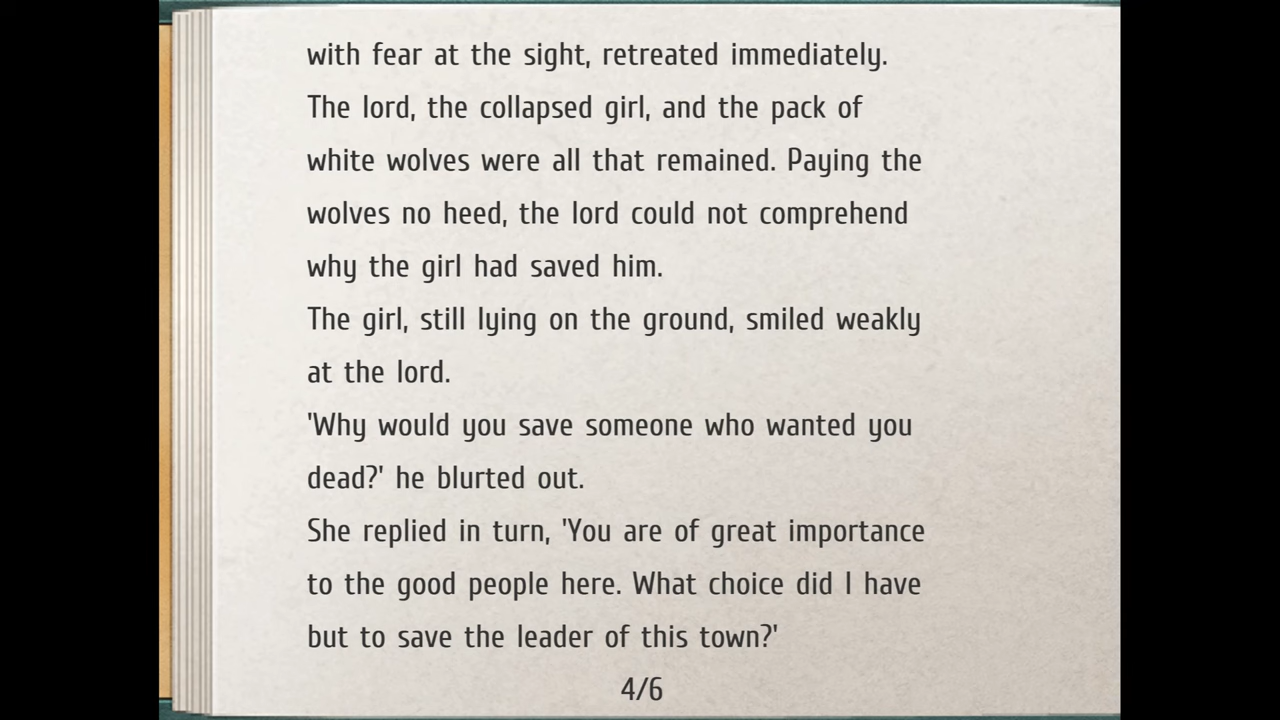 with fear at the sight, retreated immediately.
The lord, the collapsed girl, and the pack of
white wolves were all that remained. Paying the
wolves no heed, the lord could not comprehend
why the girl had saved him.
The girl, still lying on the ground, smiled weakly
at the lord.
'Why would you save someone who wanted you
dead?' he blurted out.
She replied in turn, 'You are of great importance
to the good people here. What choice did I have
but to save the leader of this town?'
4/6